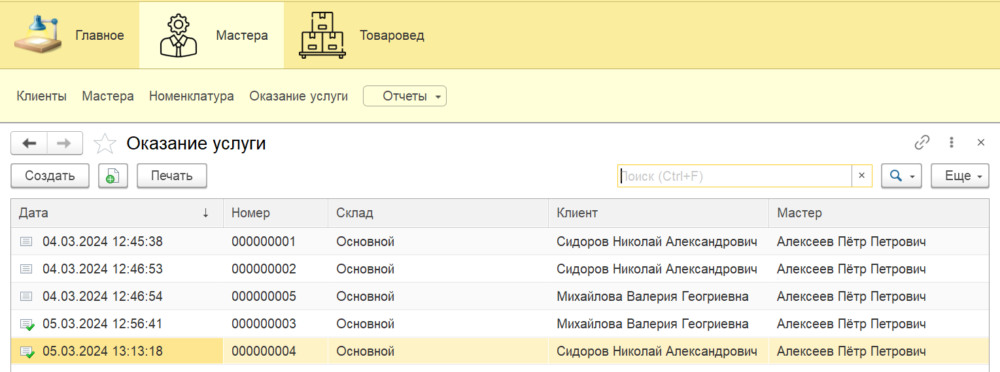 Главное Мастера Товаровед
Клиенты Мастера Номенклатура Оказание услуги Отчеты
Оказание услуги
Создать Печать Поиск (Ctrl+F) × Еще
Дата ↓ Номер Склад Клиент Мастер
04.03.2024 12:45:38 000000001 Основной Сидоров Николай Александрович Алексеев Пётр Петрович
04.03.2024 12:46:53 000000002 Основной Сидоров Николай Александрович Алексеев Пётр Петрович
04.03.2024 12:46:54 000000005 Основной Михайлова Валерия Геогриевна Алексеев Пётр Петрович
05.03.2024 12:56:41 000000003 Основной Михайлова Валерия Геогриевна Алексеев Пётр Петрович
05.03.2024 13:13:18 000000004 Основной Сидоров Николай Александрович Алексеев Пётр Петрович